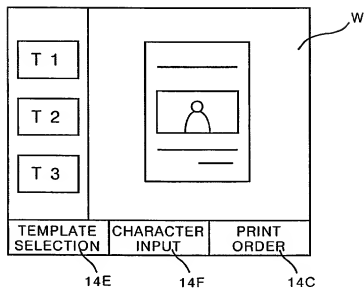 W
T 1
T 2
T 3
TEMPLATE SELECTION
CHARACTER INPUT
PRINT ORDER
14E
14F
14C